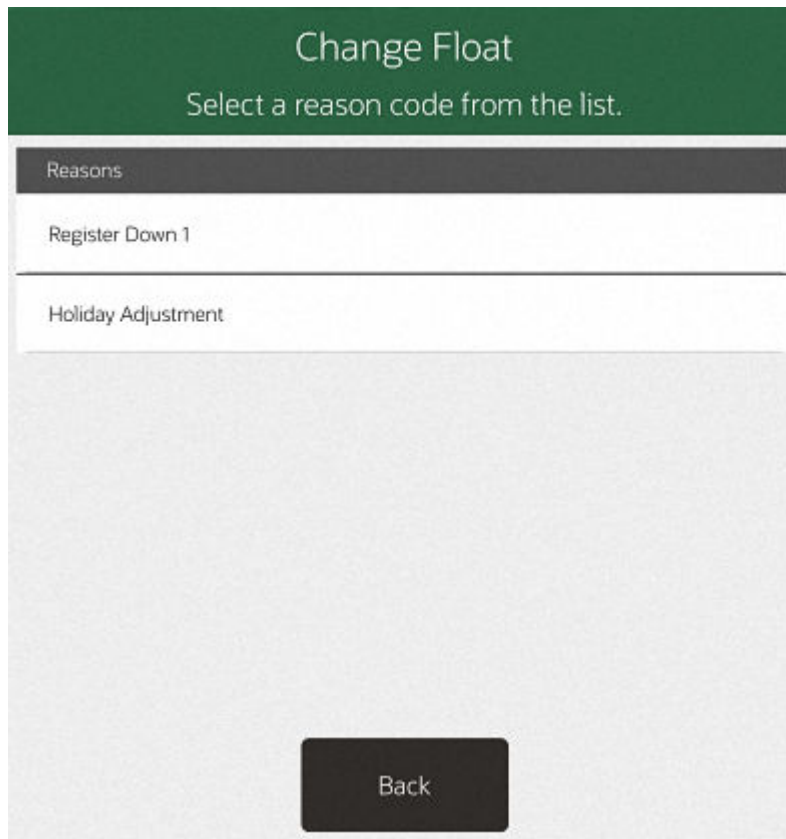 Change Float
Select a reason code from the list.
Reasons
Register Down 1
Holiday Adjustment
Back